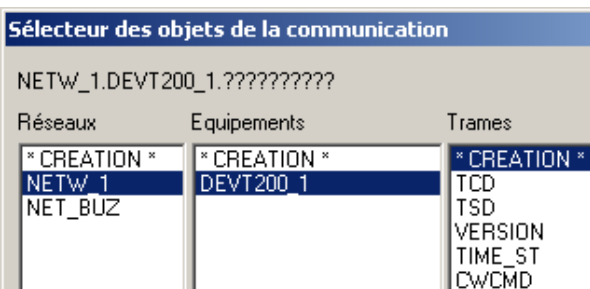 Sélecteur des objets de la communication
NETW_1.DEVT200_1.??????????
Réseaux Equipements Trames
* CREATION * * CREATION * * CREATION *
NETW_1 DEVT200_1 TCD
NET_BUZ TSD
VERSION
TIME_ST
CWCMD